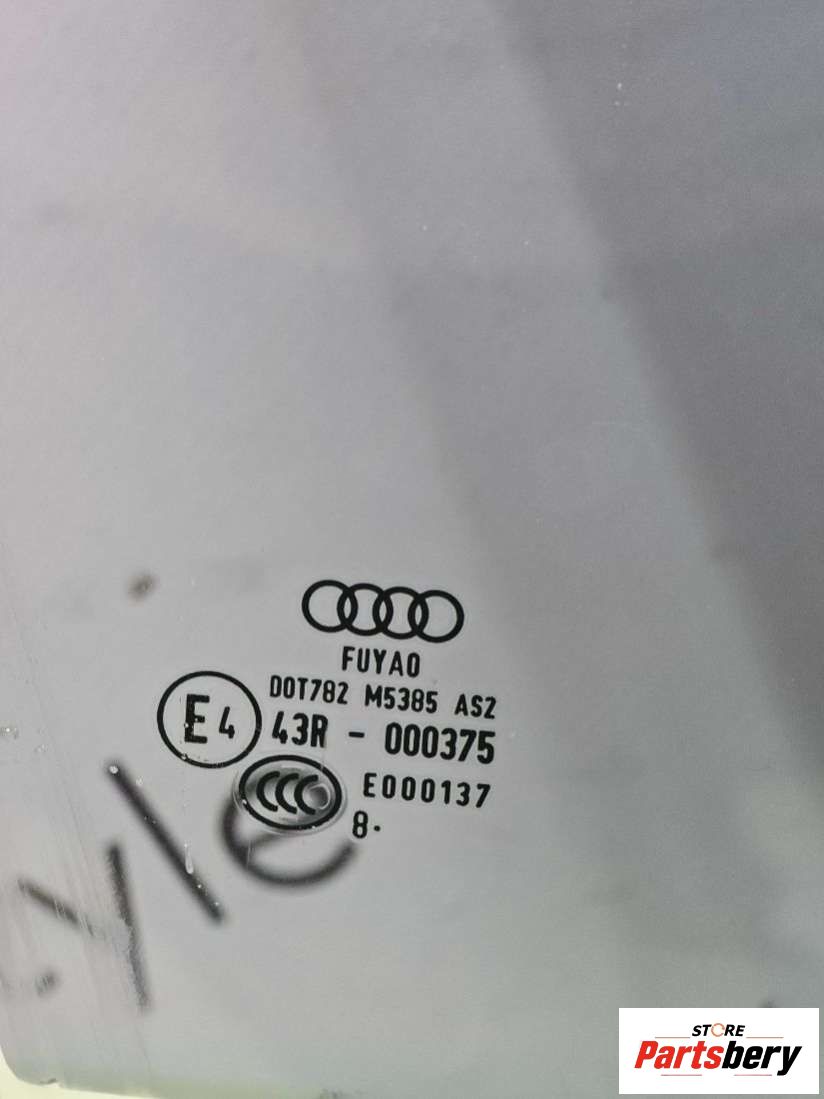 FUYAO
DOT782 M5385 AS2
E4 43R - 000375
CCC E000137
8·
STORE
Partsbery